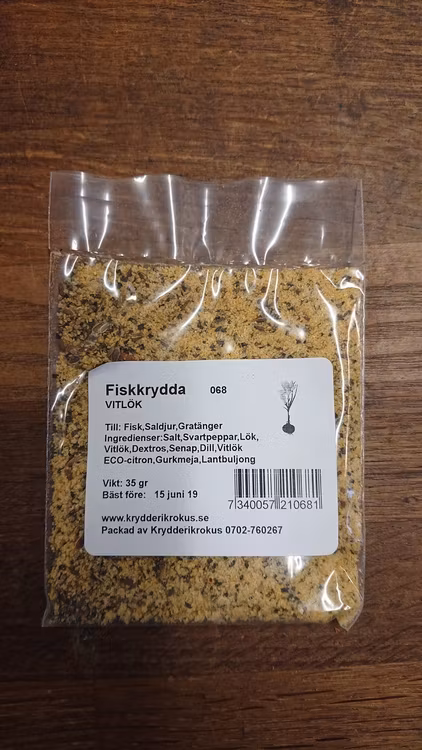 Fiskkrydda 068
VITLÖK
Till: Fisk,Saldjur,Gratänger
Ingredienser:Salt,Svartpeppar,Lök,
Vitlök,Dextros,Senap,Dill,Vitlök
ECO-citron,Gurkmeja,Lantbuljong
Vikt: 35 gr
Bäst före: 15 juni 19
7 340057 210681
www.krydderikrokus.se
Packad av Krydderikrokus 0702-760267